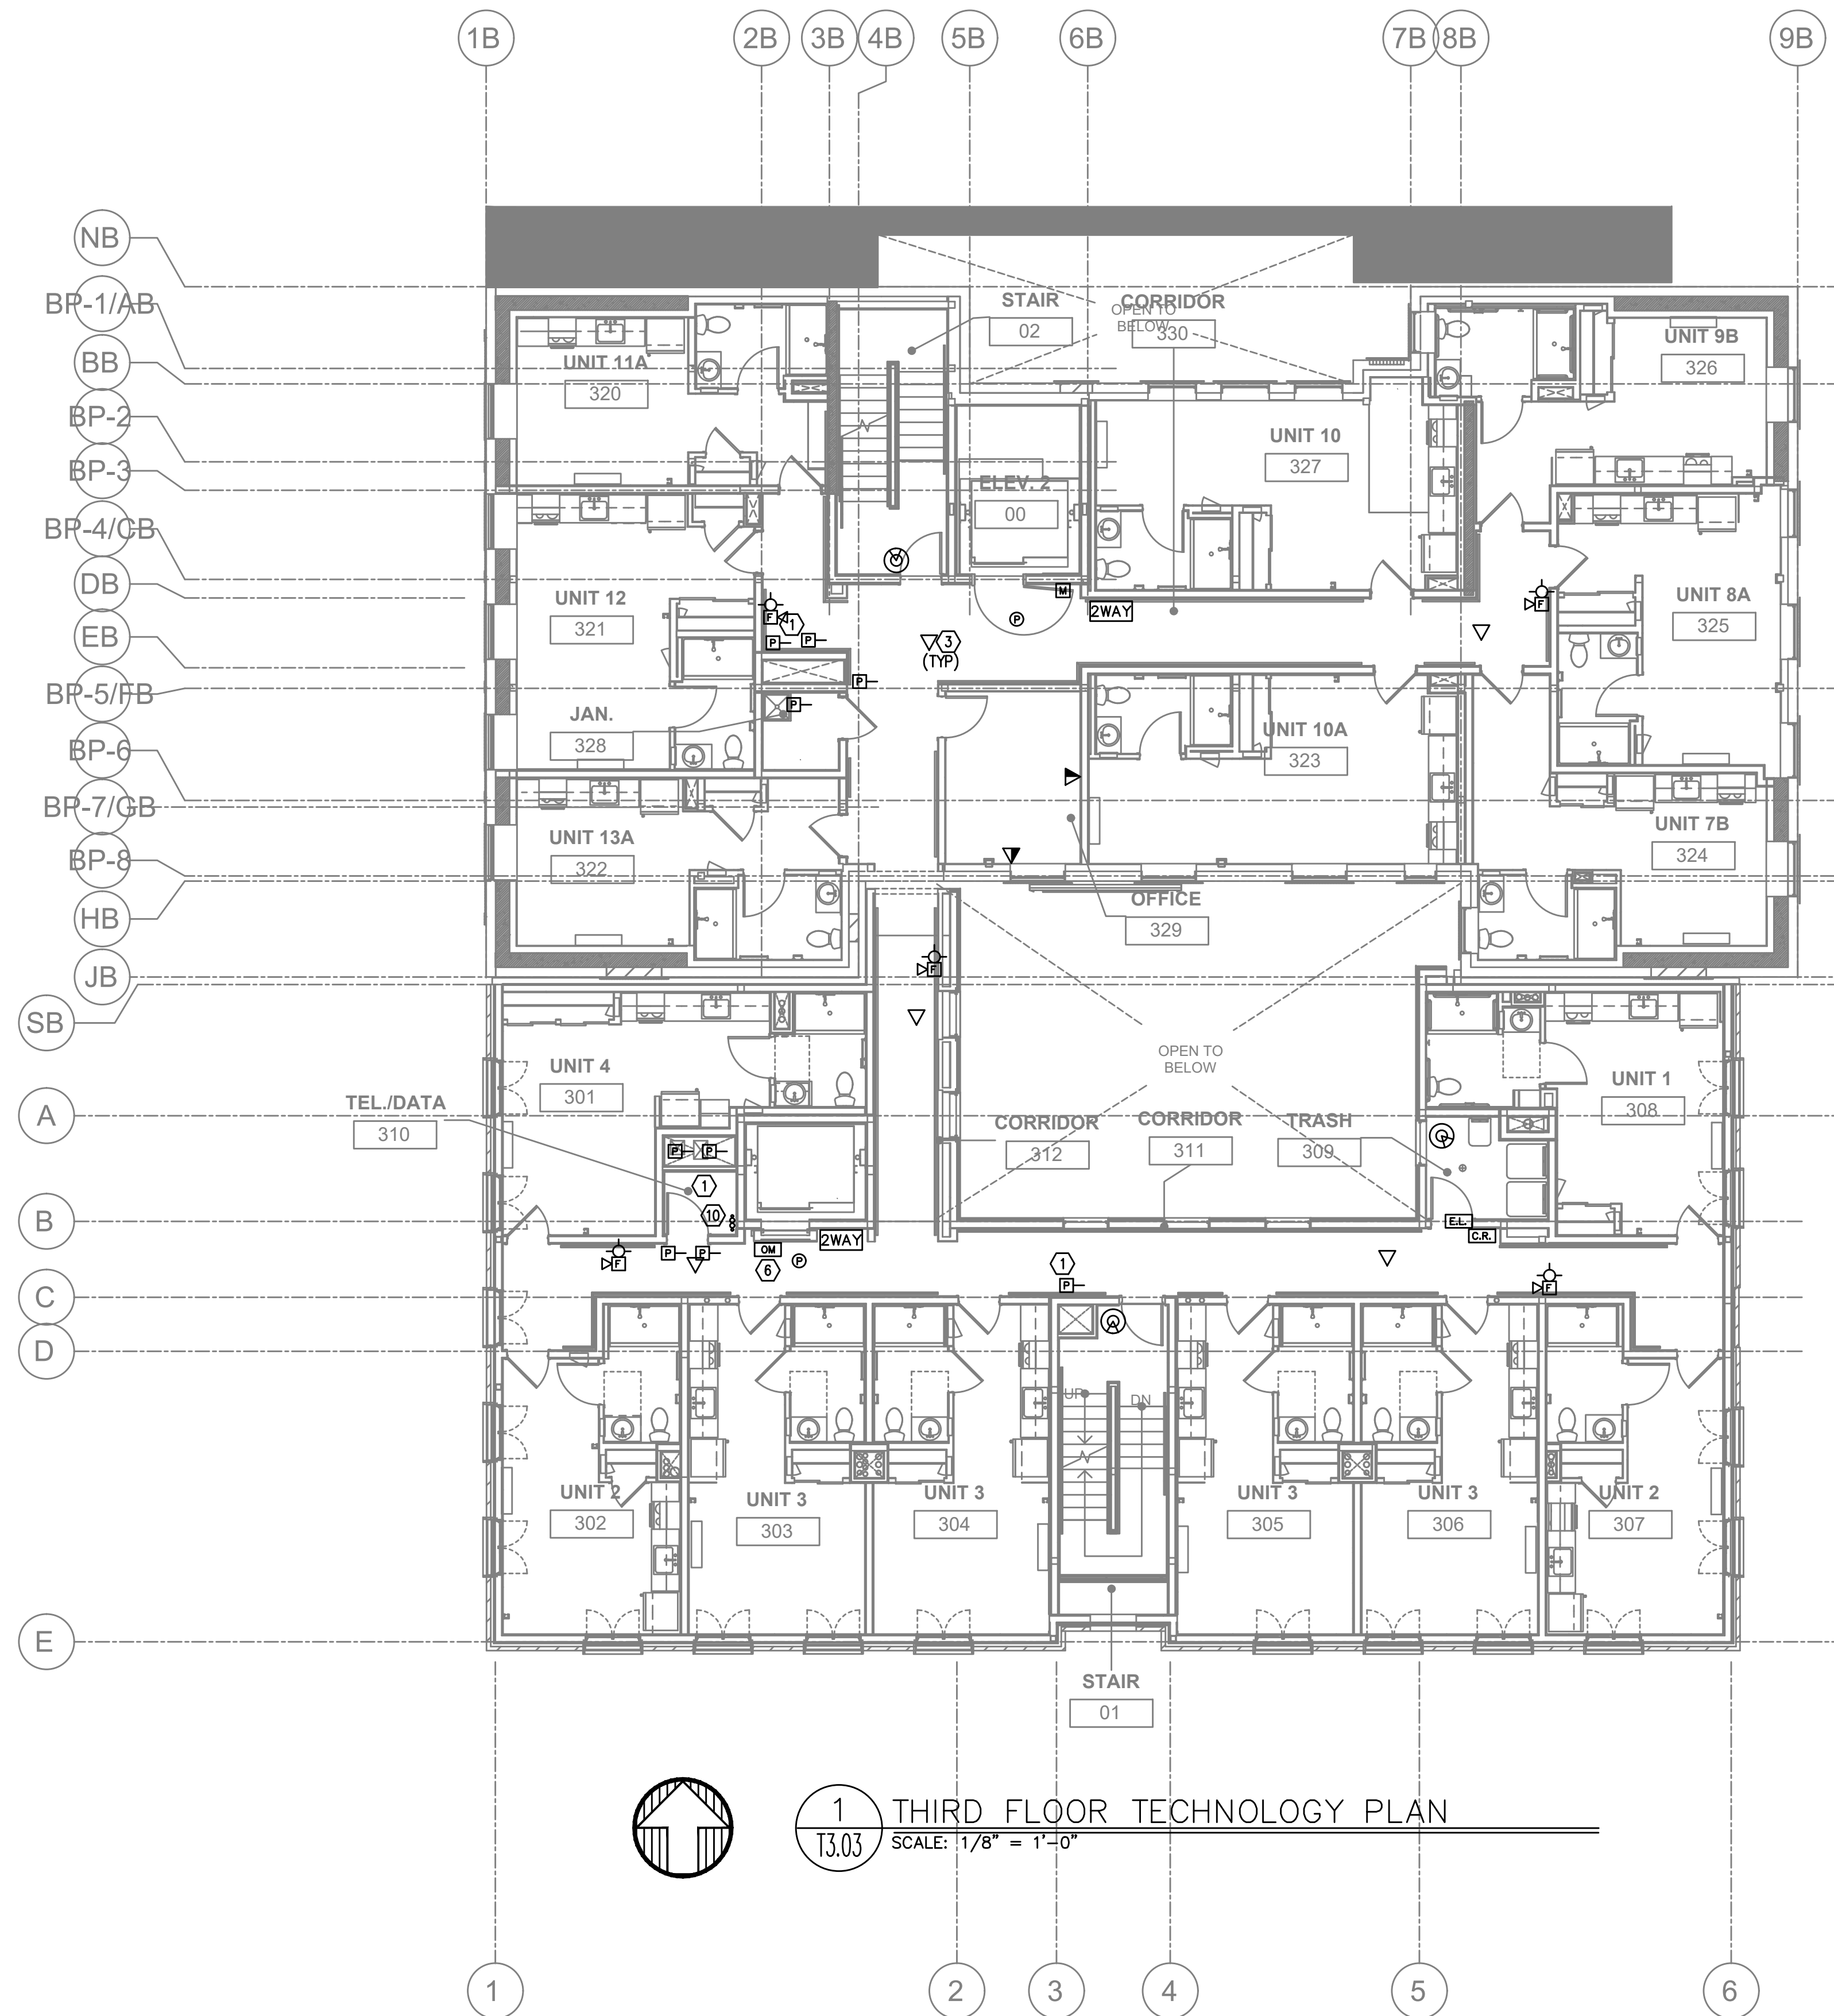 1B 2B 3B 4B 5B 6B 7B 8B 9B
NB
BP-1/AB
BB
BP-2
BP-3
BP-4/CB
DB
EB
BP-5/FB
BP-6
BP-7/GB
BP-8
HB
JB
SB
A
B
C
D
E
STAIR
02
CORRIDOR
330
OPEN TO
BELOW
UNIT 11A
320
UNIT 9B
326
UNIT 10
327
ELEV. 2
00
UNIT 12
321
UNIT 8A
325
F
1
P P
M
P
2WAY
F
3
(TYP)
P
P
JAN.
328
UNIT 10A
323
UNIT 13A
322
UNIT 7B
324
OFFICE
329
F
UNIT 4
301
OPEN TO
BELOW
UNIT 1
308
TEL./DATA
310
CORRIDOR
312
CORRIDOR
311
TRASH
309
P P
1
10
E.L.
C.R.
F
P P
OM
6
P
2WAY
1
P
F
UP
DN
UNIT 2
302
UNIT 3
303
UNIT 3
304
UNIT 3
305
UNIT 3
306
UNIT 2
307
STAIR
01
1
T3.03
THIRD FLOOR TECHNOLOGY PLAN
SCALE: 1/8" = 1'-0"
1 2 3 4 5 6